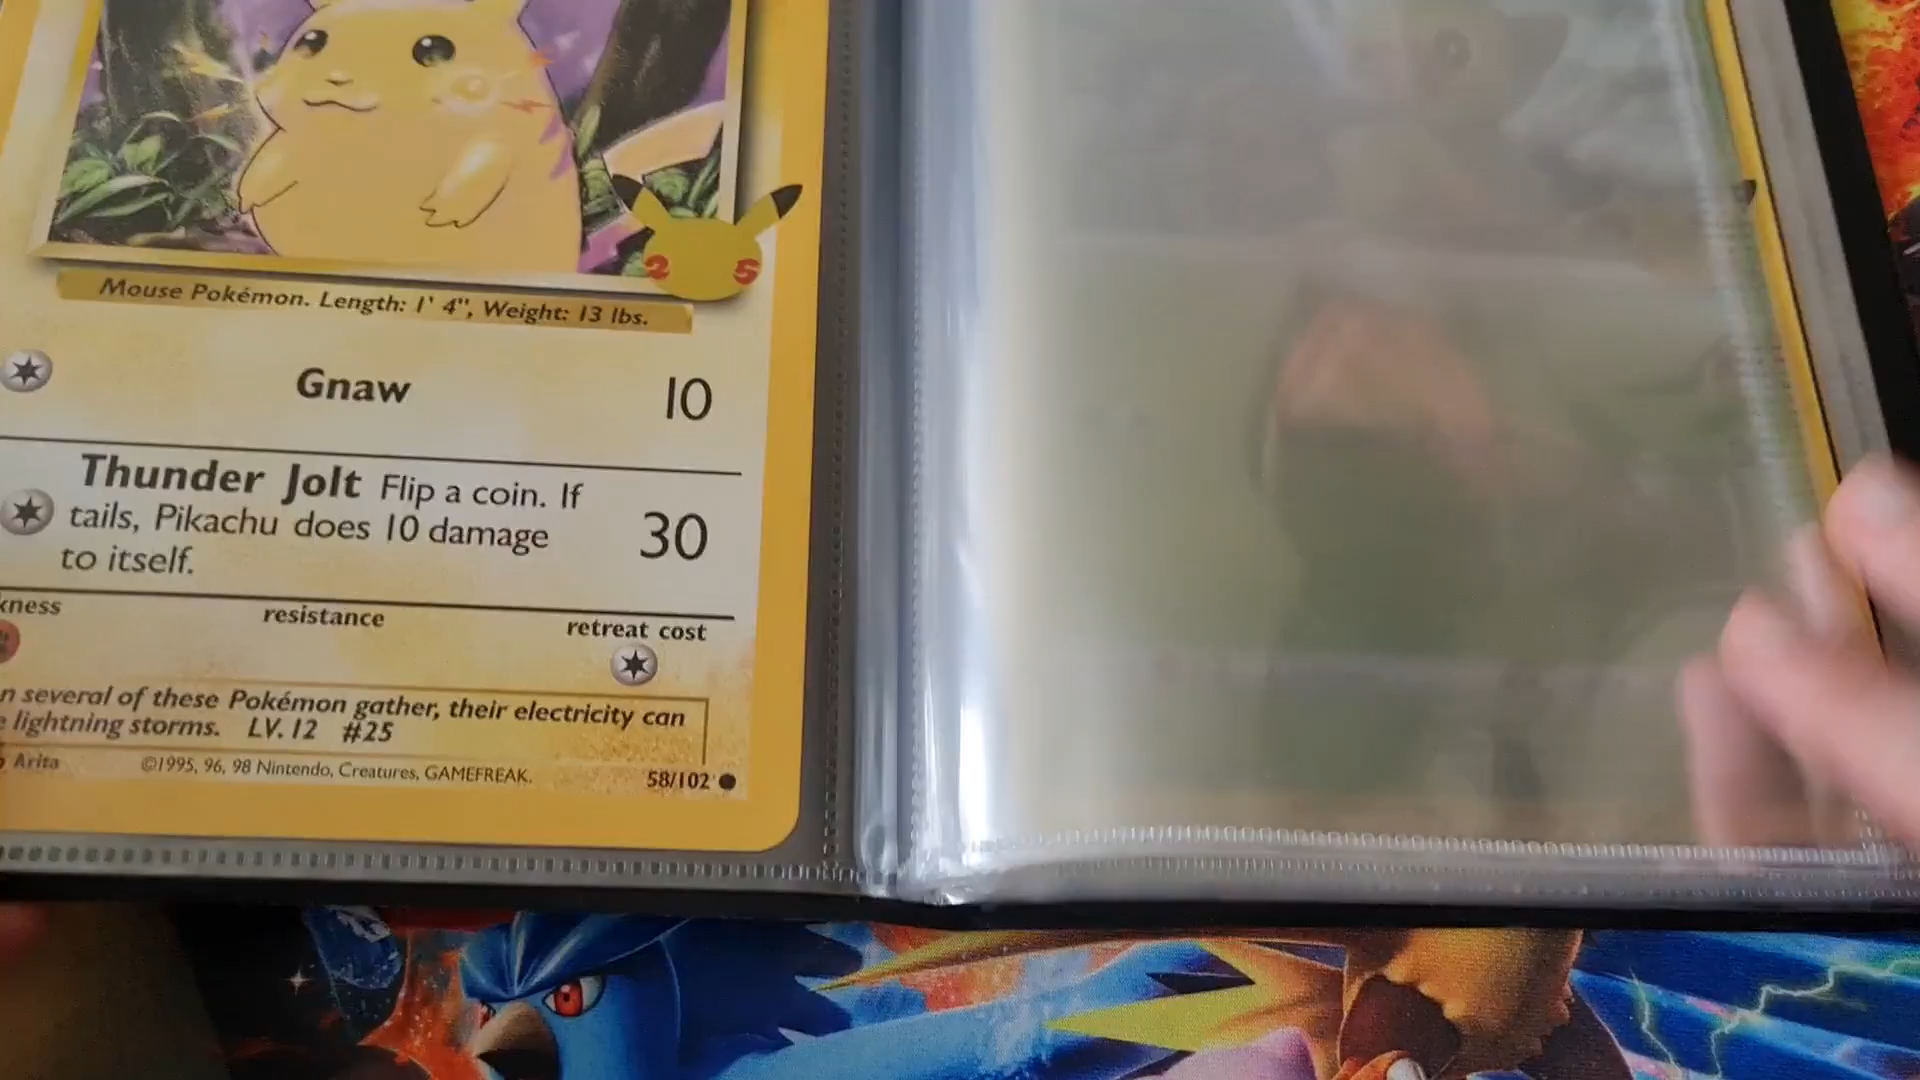 2 5
Mouse Pokémon. Length: 1' 4", Weight: 13 lbs.
Gnaw 10
Thunder Jolt Flip a coin. If
tails, Pikachu does 10 damage 30
to itself.
kness resistance retreat cost
n several of these Pokémon gather, their electricity can
e lightning storms. LV. 12 #25
Arita ©1995, 96, 98 Nintendo, Creatures, GAMEFREAK. 58/102